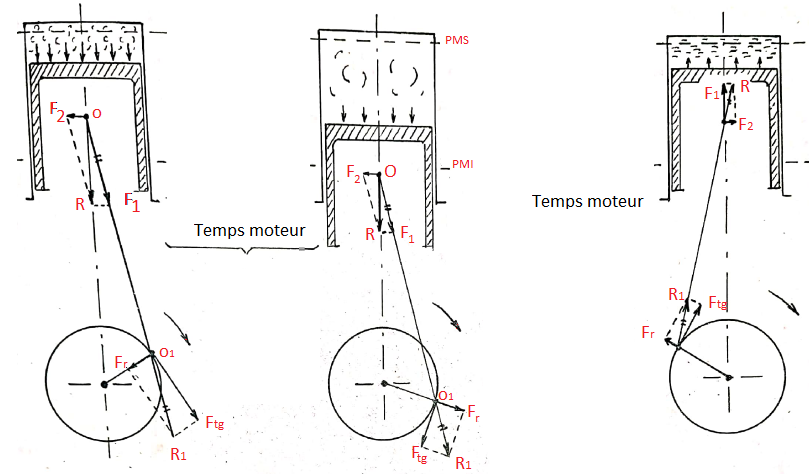 F2
O
R
F1
Temps moteur
Fr
O1
Ftg
R1
PMS
PMI
F2
O
R
F1
O1
Fr
Ftg
R1
F1
R
F2
Temps moteur
R1
Ftg
Fr